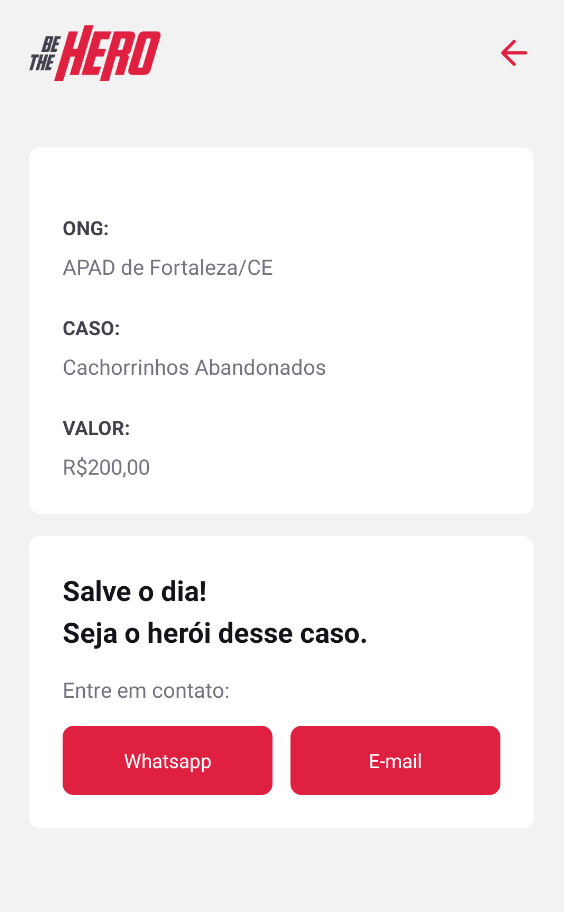 BE
THE
HERO
ONG:
APAD de Fortaleza/CE
CASO:
Cachorrinhos Abandonados
VALOR:
R$200,00
Salve o dia!
Seja o herói desse caso.
Entre em contato:
Whatsapp
E-mail